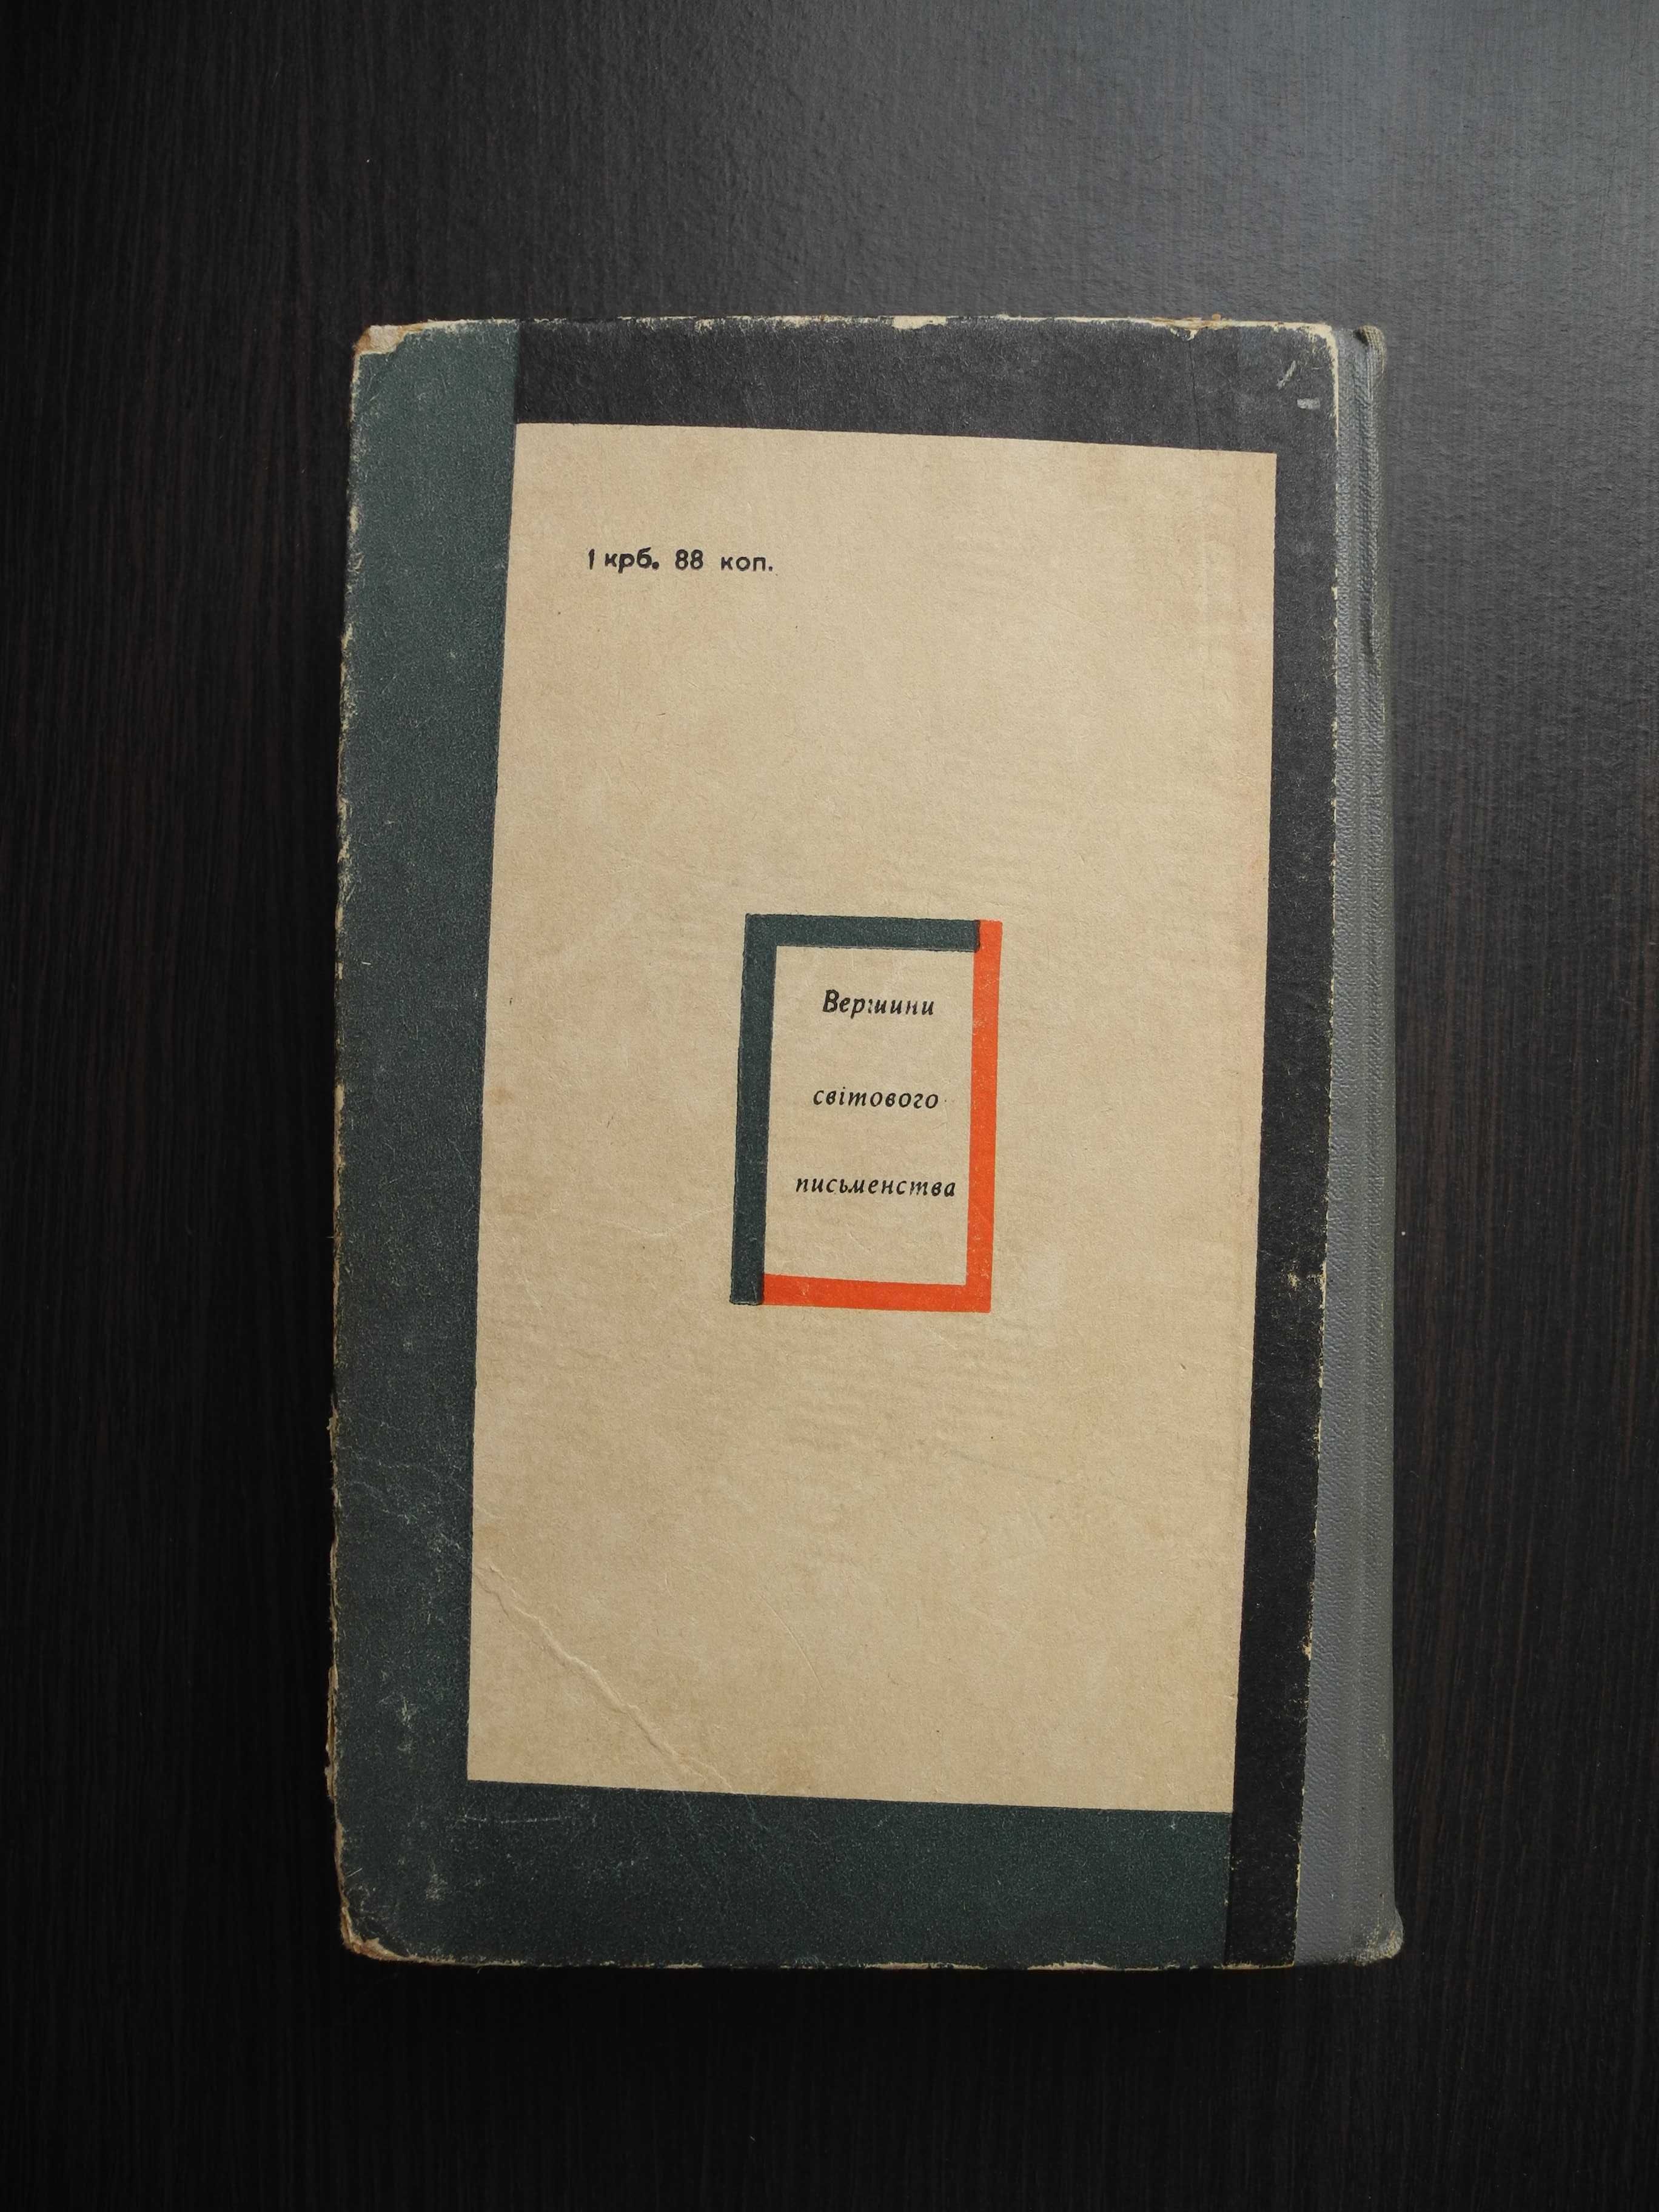 1 крб. 88 коп.
Вершини
світового
письменства